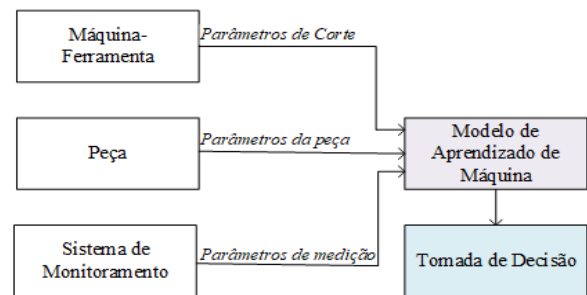 Máquina-
Ferramenta
Parâmetros de Corte
Peça
Parâmetros da peça
Modelo de
Aprendizado de
Máquina
Sistema de
Monitoramento
Parâmetros de medição
Tomada de Decisão